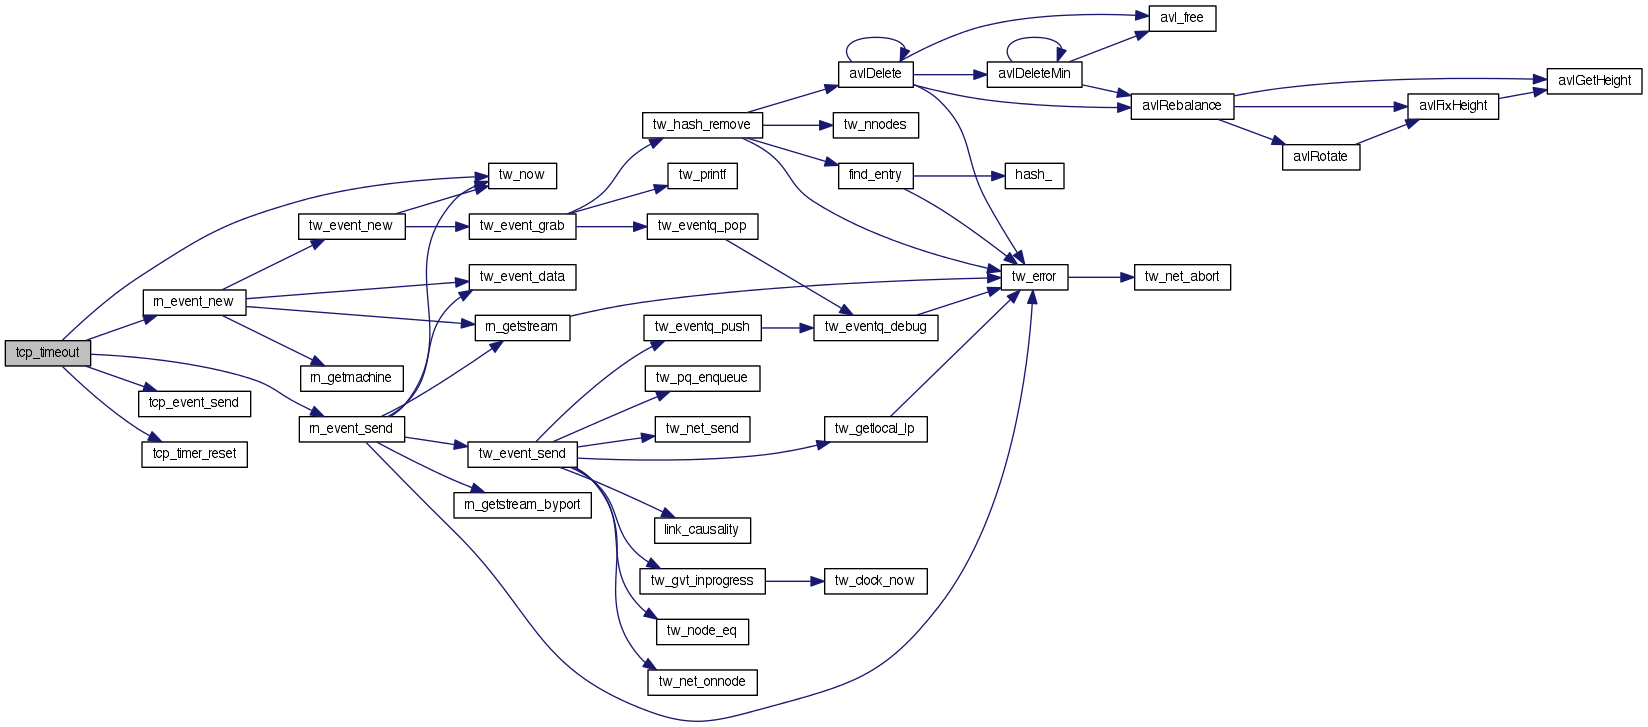 avl_free
avlDelete
avlDeleteMin
avlGetHeight
avlRebalance
avlFixHeight
tw_hash_remove
tw_nnodes
avlRotate
tw_now
tw_printf
find_entry
hash_
tw_event_new
tw_event_grab
tw_eventq_pop
tw_event_data
tw_error
tw_net_abort
rn_event_new
rn_getstream
tw_eventq_push
tw_eventq_debug
tcp_timeout
rn_getmachine
tw_pq_enqueue
tcp_event_send
rn_event_send
tw_net_send
tw_getlocal_lp
tcp_timer_reset
tw_event_send
rn_getstream_byport
link_causality
tw_gvt_inprogress
tw_clock_now
tw_node_eq
tw_net_onnode